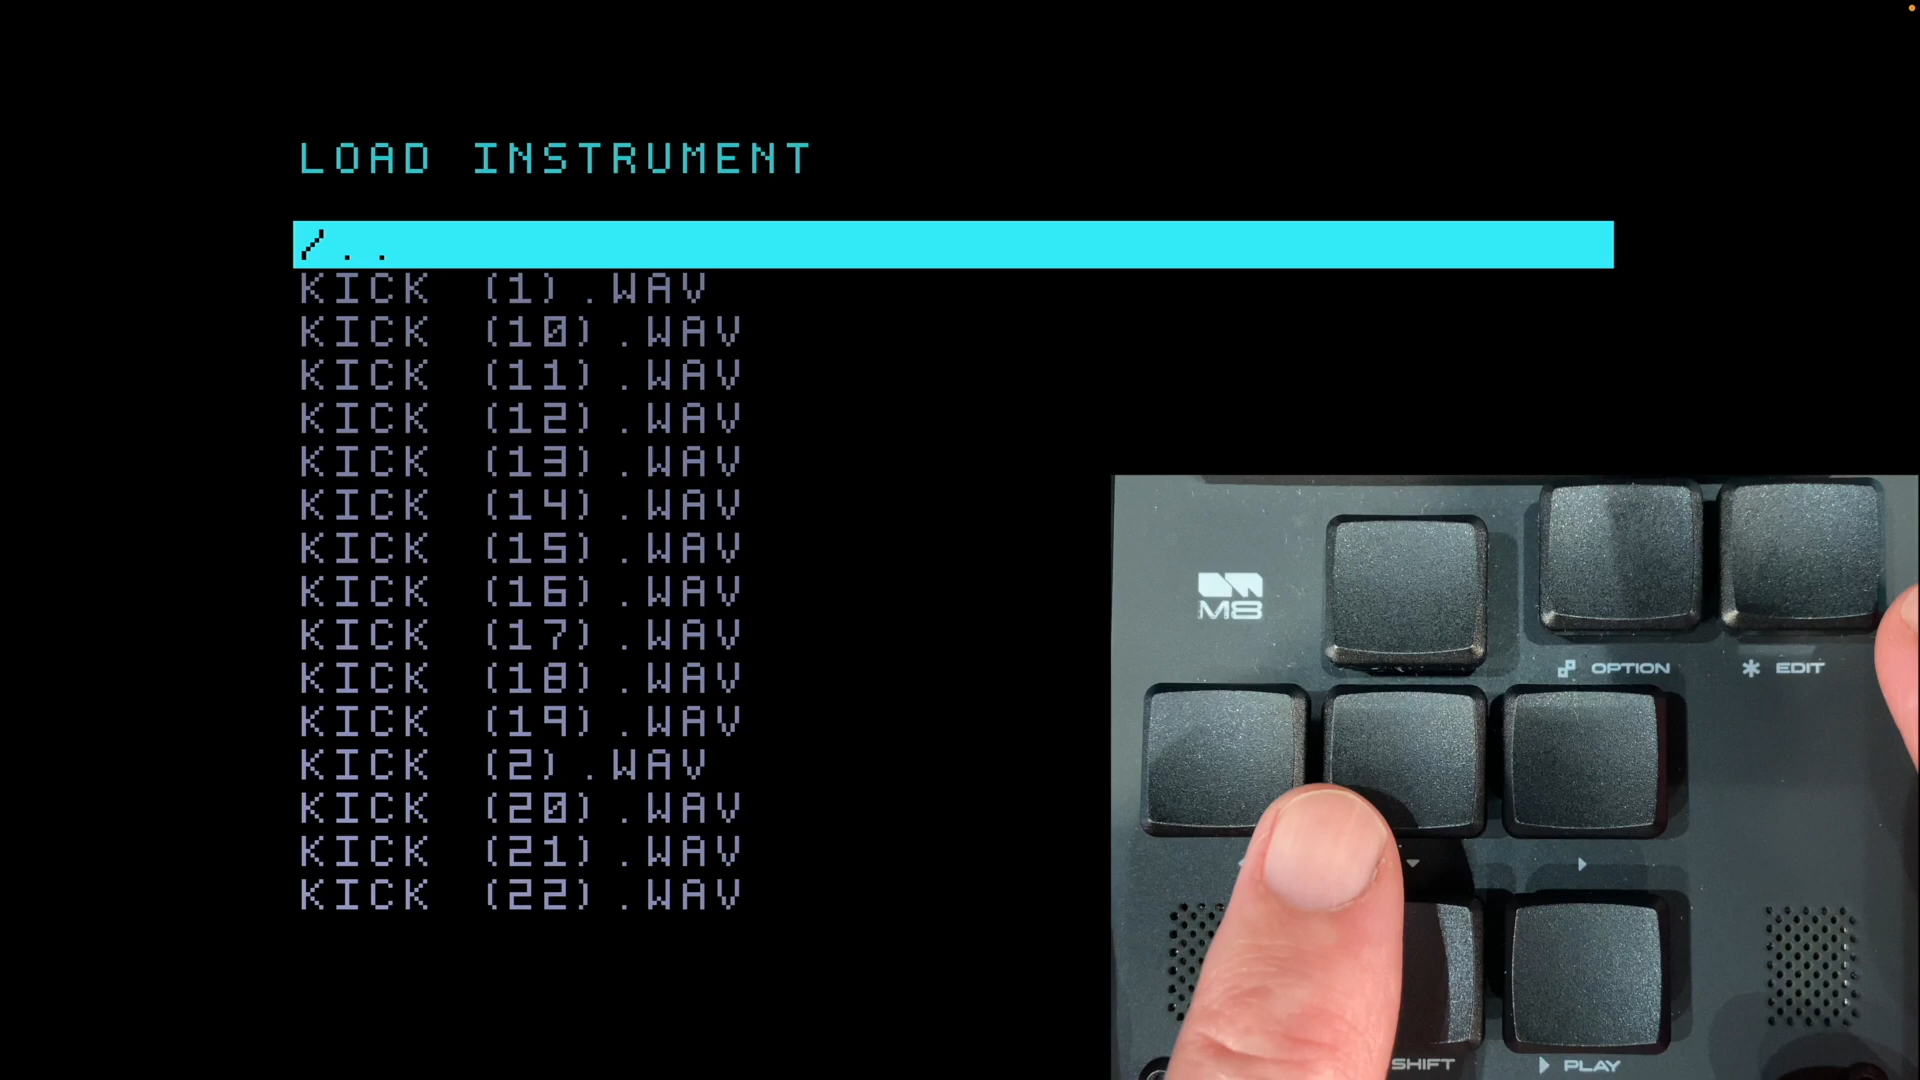 LOAD INSTRUMENT
/..
KICK (1).WAV
KICK (10).WAV
KICK (11).WAV
KICK (12).WAV
KICK (13).WAV
KICK (14).WAV
KICK (15).WAV
KICK (16).WAV
KICK (17).WAV
KICK (18).WAV
KICK (19).WAV
KICK (2).WAV
KICK (20).WAV
KICK (21).WAV
KICK (22).WAV
M8
OPTION
EDIT
SHIFT
PLAY